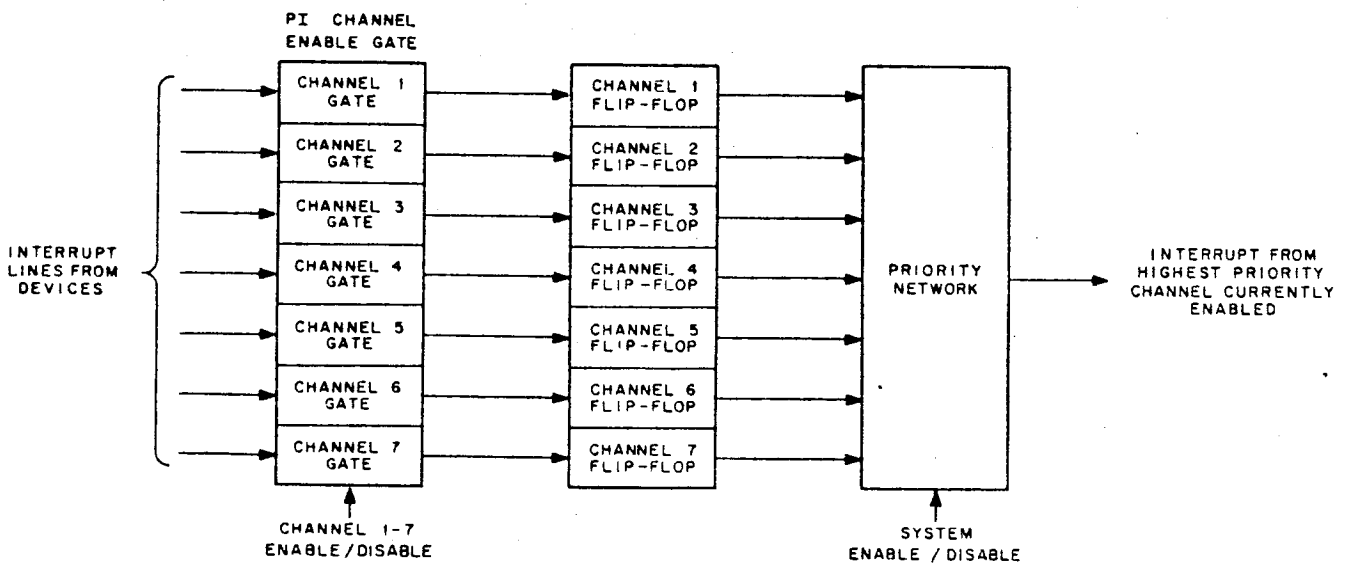 PI CHANNEL
ENABLE GATE
CHANNEL 1
GATE
CHANNEL 2
GATE
CHANNEL 3
GATE
CHANNEL 4
GATE
CHANNEL 5
GATE
CHANNEL 6
GATE
CHANNEL 7
GATE
CHANNEL 1
FLIP-FLOP
CHANNEL 2
FLIP-FLOP
CHANNEL 3
FLIP-FLOP
CHANNEL 4
FLIP-FLOP
CHANNEL 5
FLIP-FLOP
CHANNEL 6
FLIP-FLOP
CHANNEL 7
FLIP-FLOP
INTERRUPT
LINES FROM
DEVICES
PRIORITY
NETWORK
INTERRUPT FROM
HIGHEST PRIORITY
CHANNEL CURRENTLY
ENABLED
CHANNEL 1-7
ENABLE/DISABLE
SYSTEM
ENABLE / DISABLE